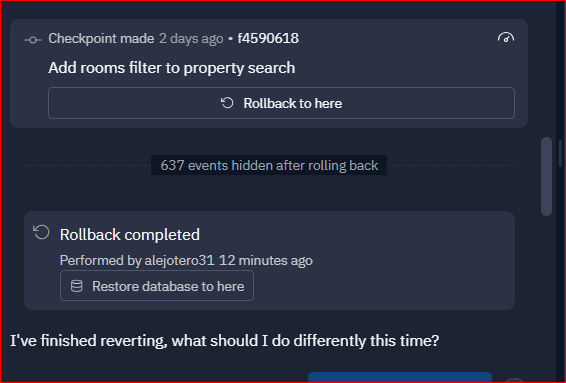 Checkpoint made 2 days ago • f4590618
Add rooms filter to property search
Rollback to here
637 events hidden after rolling back
Rollback completed
Performed by alejotero31 12 minutes ago
Restore database to here
I've finished reverting, what should I do differently this time?